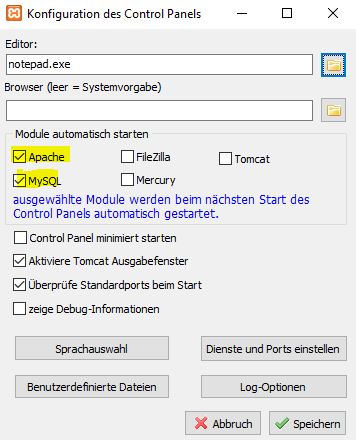 Konfiguration des Control Panels
Editor:
notepad.exe
Browser (leer = Systemvorgabe)
Module automatisch starten
Apache FileZilla Tomcat
MySQL Mercury
ausgewählte Module werden beim nächsten Start des
Control Panels automatisch gestartet.
Control Panel minimiert starten
Aktiviere Tomcat Ausgabefenster
Überprüfe Standardports beim Start
zeige Debug-Informationen
Sprachauswahl Dienste und Ports einstellen
Benutzerdefinierte Dateien Log-Optionen
Abbruch Speichern